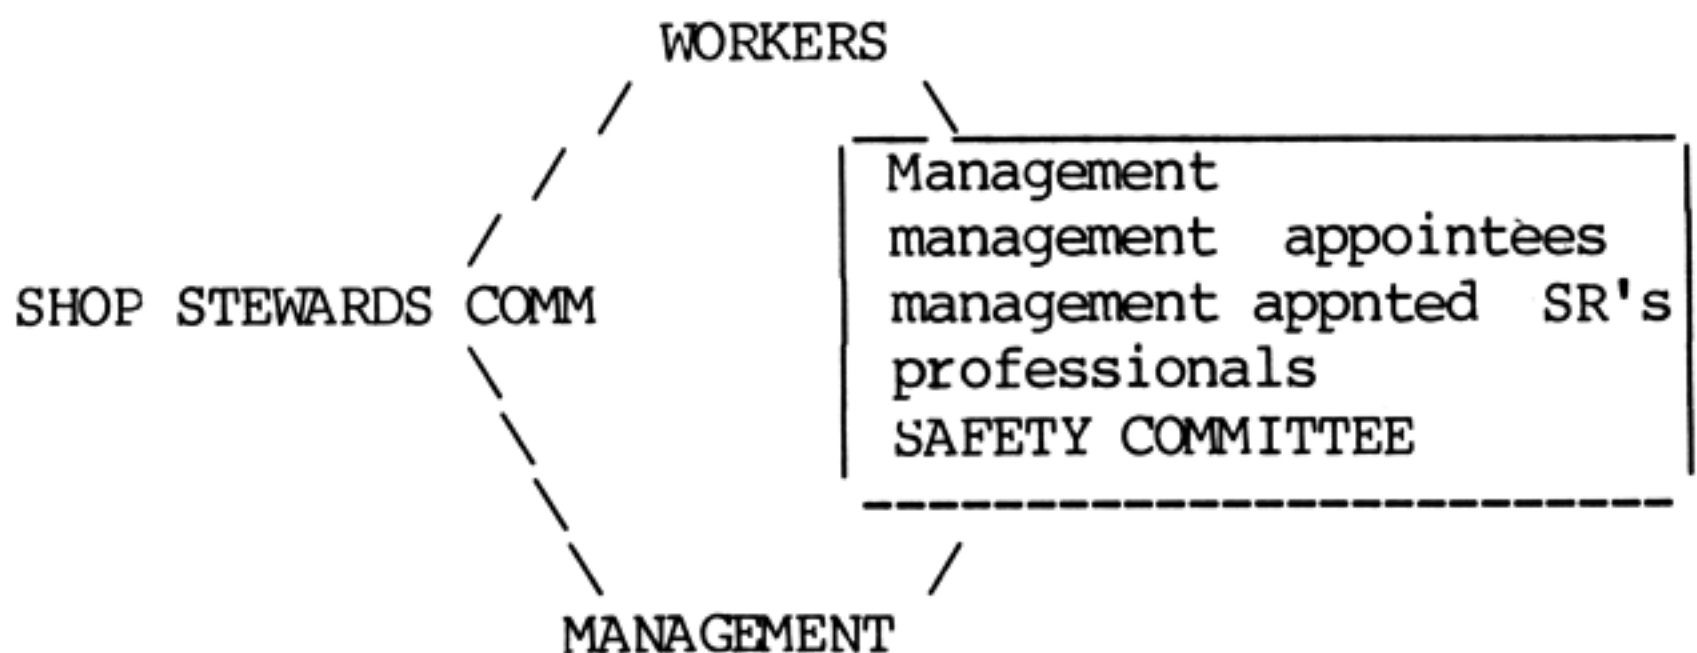 WORKERS
Management
management appointees
management appnted SR's
professionals
SAFETY COMMITTEE
SHOP STEWARDS COMM
MANAGEMENT